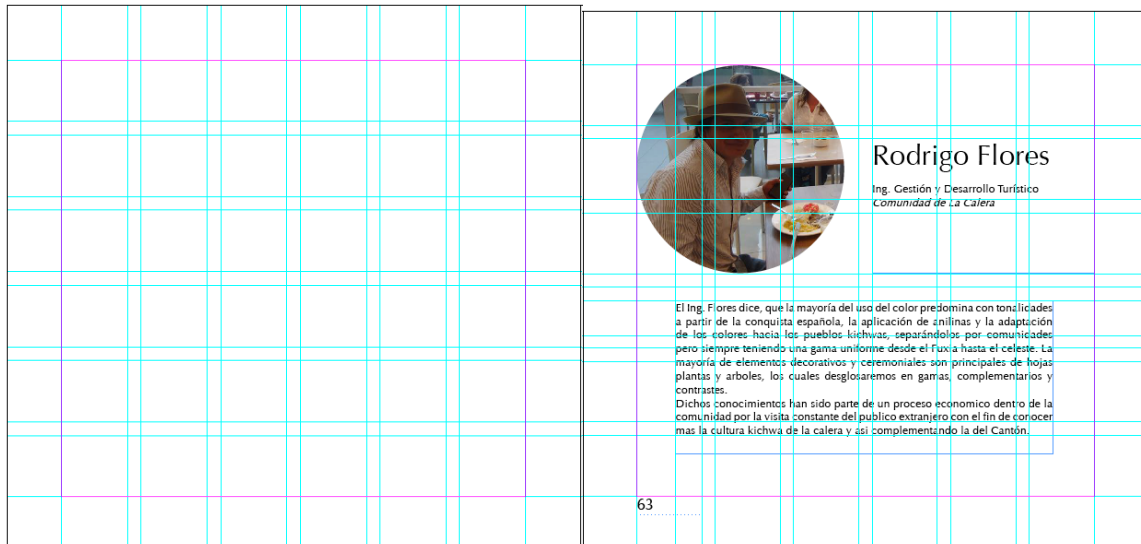 Rodrigo Flores
Ing. Gestión y Desarrollo Turístico
Comunidad de La Calera
El Ing. Flores dice, que la mayoría del uso del color predomina con tonalidades
a partir de la conquista española, la aplicación de anilinas y la adaptación
de los colores hacia los pueblos kichwas, separándolos por comunidades
pero siempre teniendo una gama uniforme desde el Fuxia hasta el celeste. La
mayoría de elementos decorativos y ceremoniales son principales de hojas
plantas y arboles, los cuales desglosaremos en gamas, complementarios y
contrastes.
Dichos conocimientos han sido parte de un proceso economico dentro de la
comunidad por la visita constante del publico extranjero con el fin de conocer
mas la cultura kichwa de la calera y asi complementando la del Cantón.
63